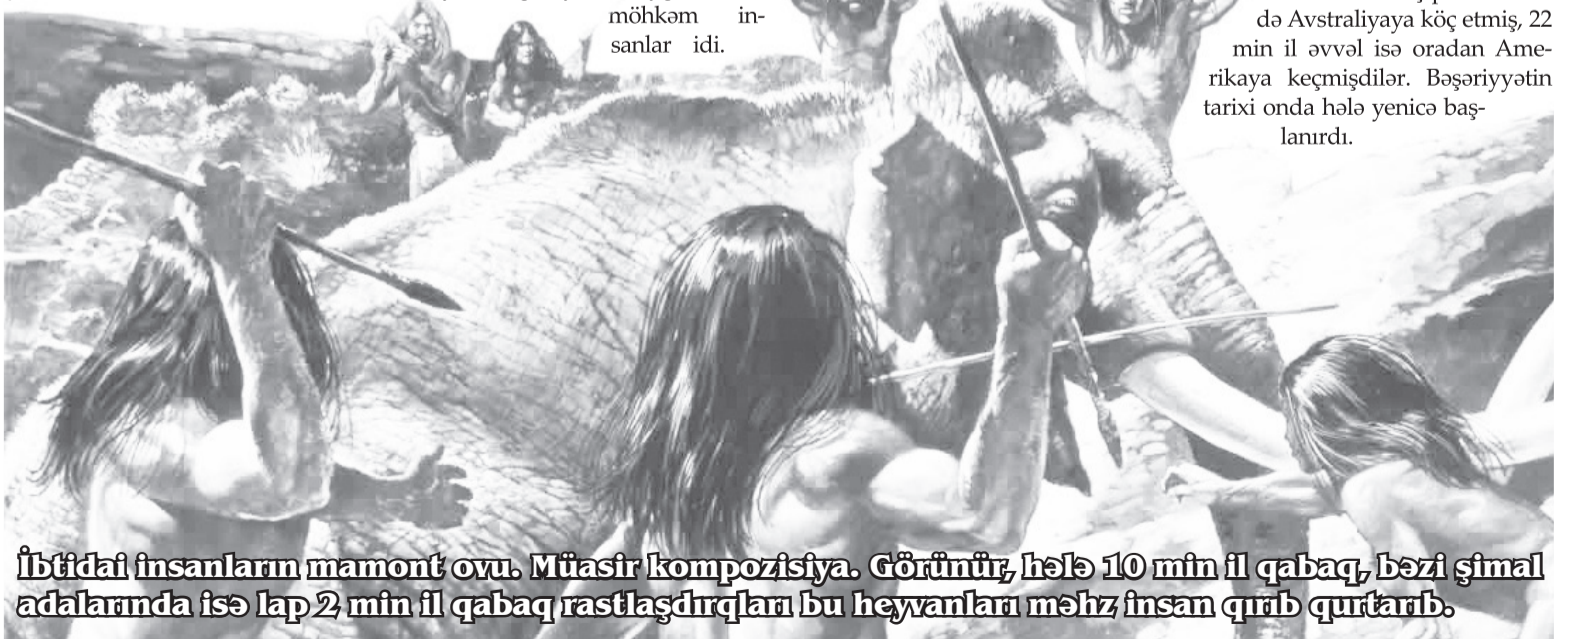 möhkəm in-
sanlar idi.
də Avstraliyaya köç etmiş, 22
min il əvvəl isə oradan Ame-
rikaya keçmişdilər. Bəşəriyyətin
tarixi onda hələ yenicə baş-
lanırdı.
İbtidai insanların mamont ovu. Müasir kompozisiya. Görünür, hələ 10 min il qabaq, bəzi şimal
adalarında isə lap 2 min il qabaq rastlaşdırqları bu heyvanları məhz insan qırıb qurtarıb.